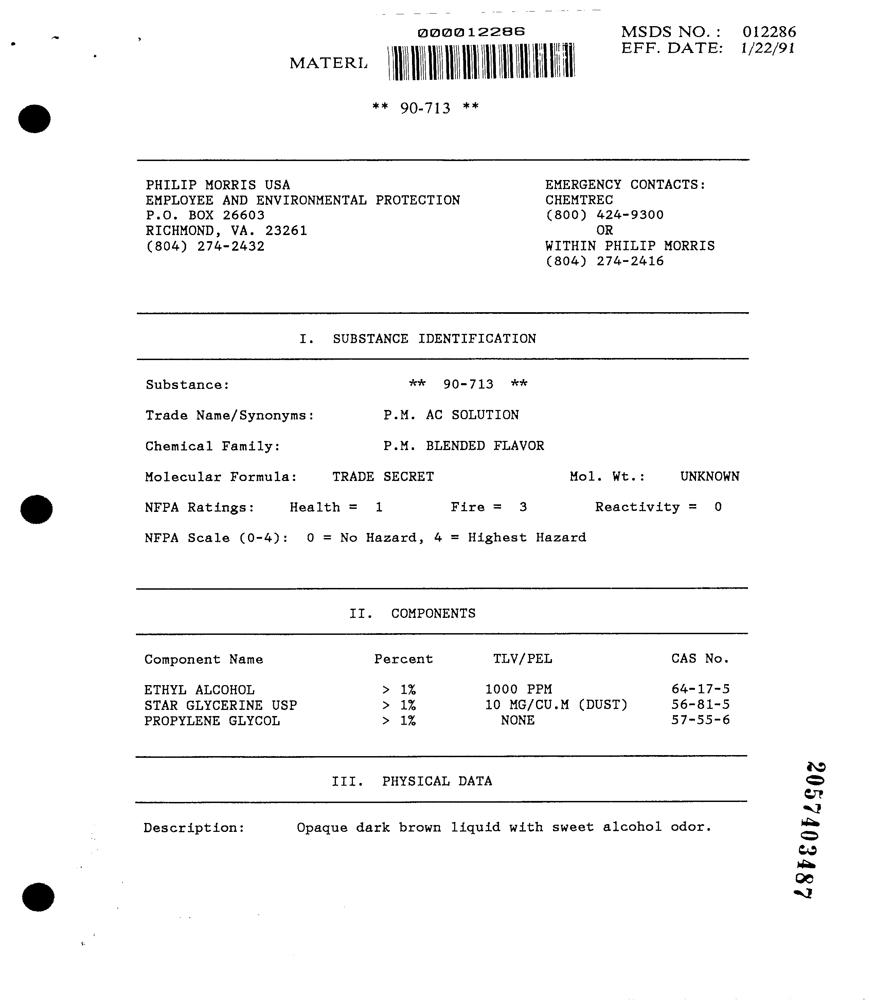 000012286
MSDS NO. : 012286
EFF. DATE: 1/22/91
MATERL
** 90-713 **
PHILIP MORRIS USA
EMPLOYEE AND ENVIRONMENTAL PROTECTION
P.O. BOX 26603
RICHMOND, VA. 23261
(804) 274-2432
EMERGENCY CONTACTS:
CHEMTREC
(800) 424-9300
OR
WITHIN PHILIP MORRIS
(804) 274-2416
I. SUBSTANCE IDENTIFICATION
Substance: ** 90-713 **
Trade Name/Synonyms: P.M. AC SOLUTION
Chemical Family: P.M. BLENDED FLAVOR
Molecular Formula: TRADE SECRET Mol. Wt.: UNKNOWN
NFPA Ratings: Health = 1 Fire = 3 Reactivity = 0
NFPA Scale (0-4): 0 = No Hazard, 4 = Highest Hazard
II. COMPONENTS
Component Name Percent TLV/PEL CAS No.
ETHYL ALCOHOL > 1% 1000 PPM 64-17-5
STAR GLYCERINE USP > 1% 10 MG/CU.M (DUST) 56-81-5
PROPYLENE GLYCOL > 1% NONE 57-55-6
III. PHYSICAL DATA
Description: Opaque dark brown liquid with sweet alcohol odor.
2057403487